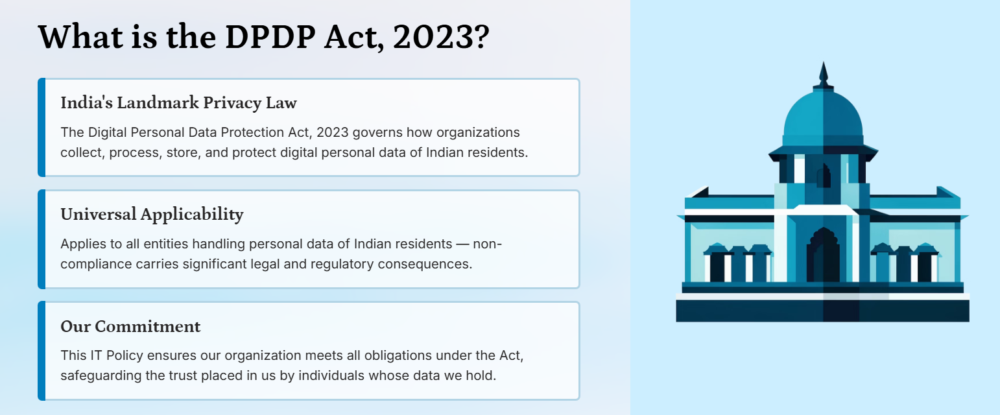 What is the DPDP Act, 2023?
India's Landmark Privacy Law
The Digital Personal Data Protection Act, 2023 governs how organizations
collect, process, store, and protect digital personal data of Indian residents.
Universal Applicability
Applies to all entities handling personal data of Indian residents — non-
compliance carries significant legal and regulatory consequences.
Our Commitment
This IT Policy ensures our organization meets all obligations under the Act,
safeguarding the trust placed in us by individuals whose data we hold.